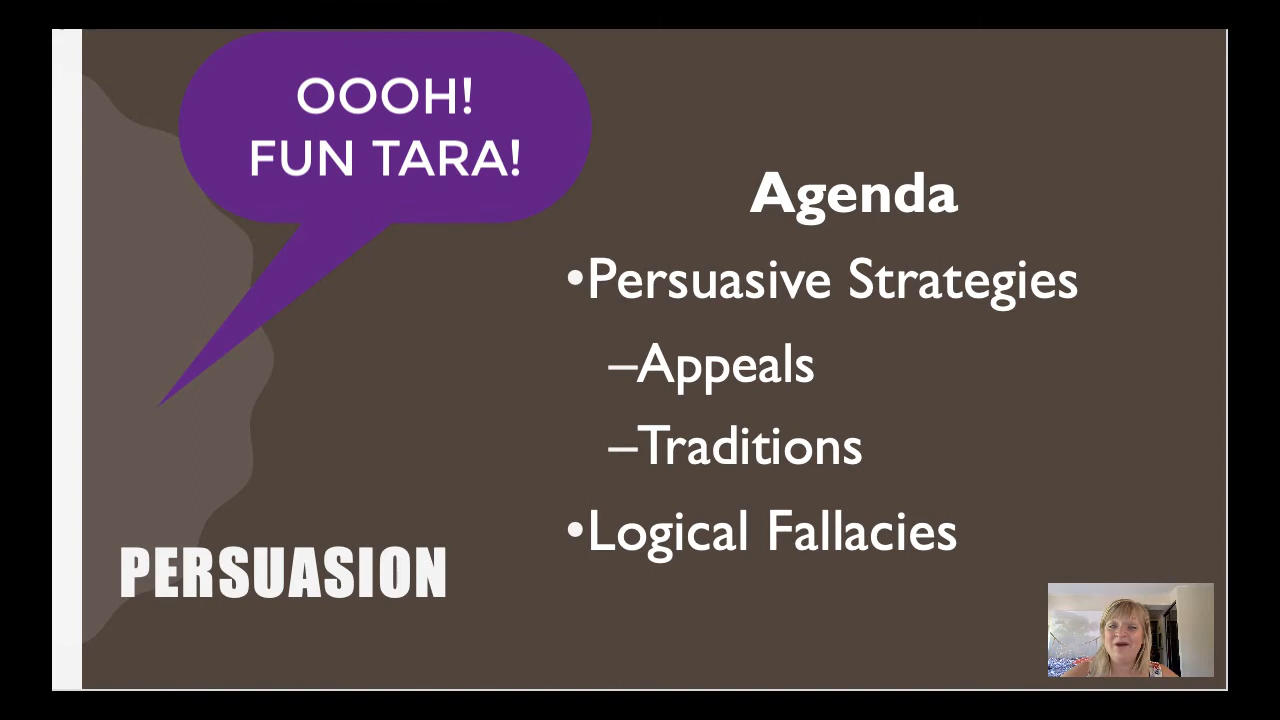 OOOH!
FUN TARA!
Agenda
•Persuasive Strategies
–Appeals
–Traditions
•Logical Fallacies
PERSUASION